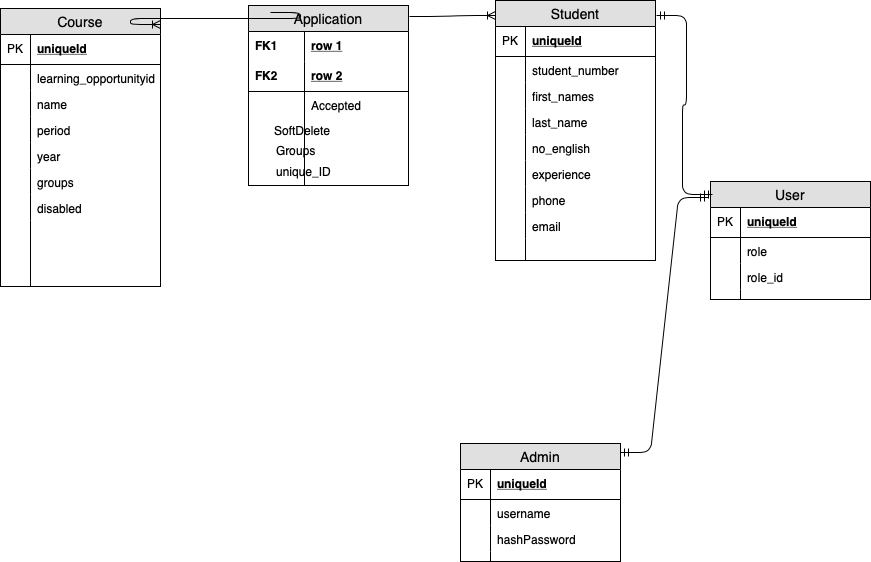 Course
PK uniqueId
learning_opportunityid
name
period
year
groups
disabled
Application
FK1 row 1
FK2 row 2
Accepted
SoftDelete
Groups
unique_ID
Student
PK uniqueId
student_number
first_names
last_name
no_english
experience
phone
email
User
PK uniqueId
role
role_id
Admin
PK uniqueId
username
hashPassword